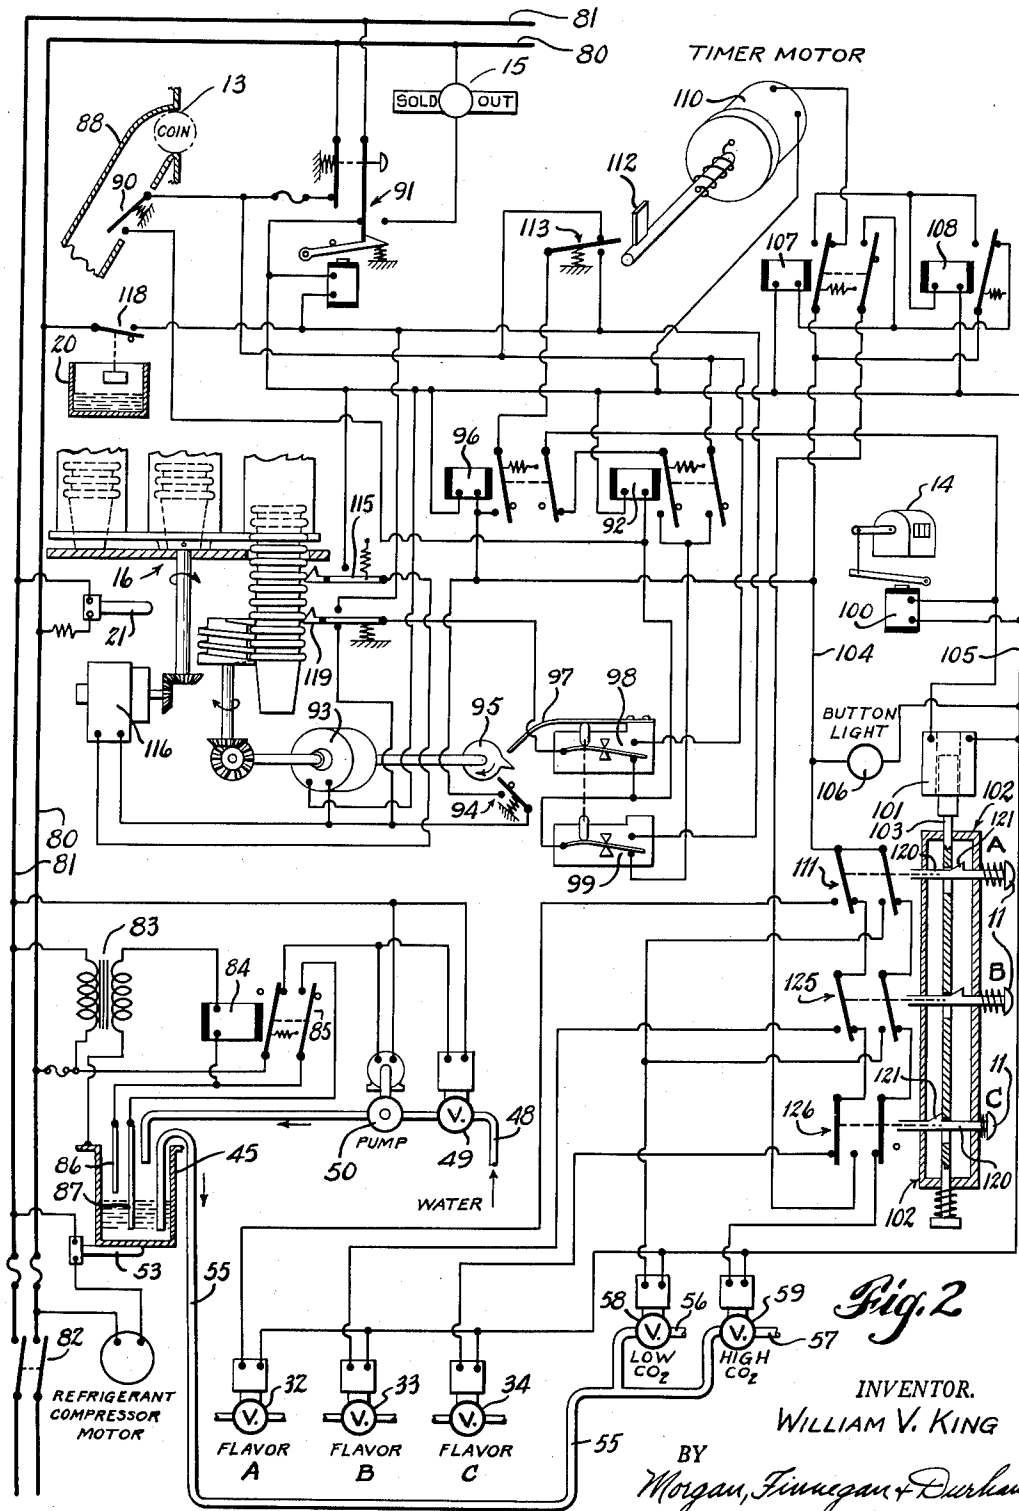 81
80
15
SOLD OUT
TIMER MOTOR
110
13
COIN
88
90
91
112
113
107
108
118
20
96
92
14
115
16
21
119
100
104
105
97
98
93
95
116
94
99
BUTTON
LIGHT
106
101
102
103
121
120
A
80
81
111
11
83
84
85
125
B
11
121
C
126
120
102
PUMP
50
V.
49
48
WATER
86
87
45
53
55
58
V.
56
LOW
CO2
59
V.
57
HIGH
CO2
Fig. 2
82
REFRIGERANT
COMPRESSOR
MOTOR
32
V.
FLAVOR
A
33
V.
FLAVOR
B
34
V.
FLAVOR
C
55
INVENTOR.
WILLIAM V. KING
BY
Morgan, Finnegan & Durham